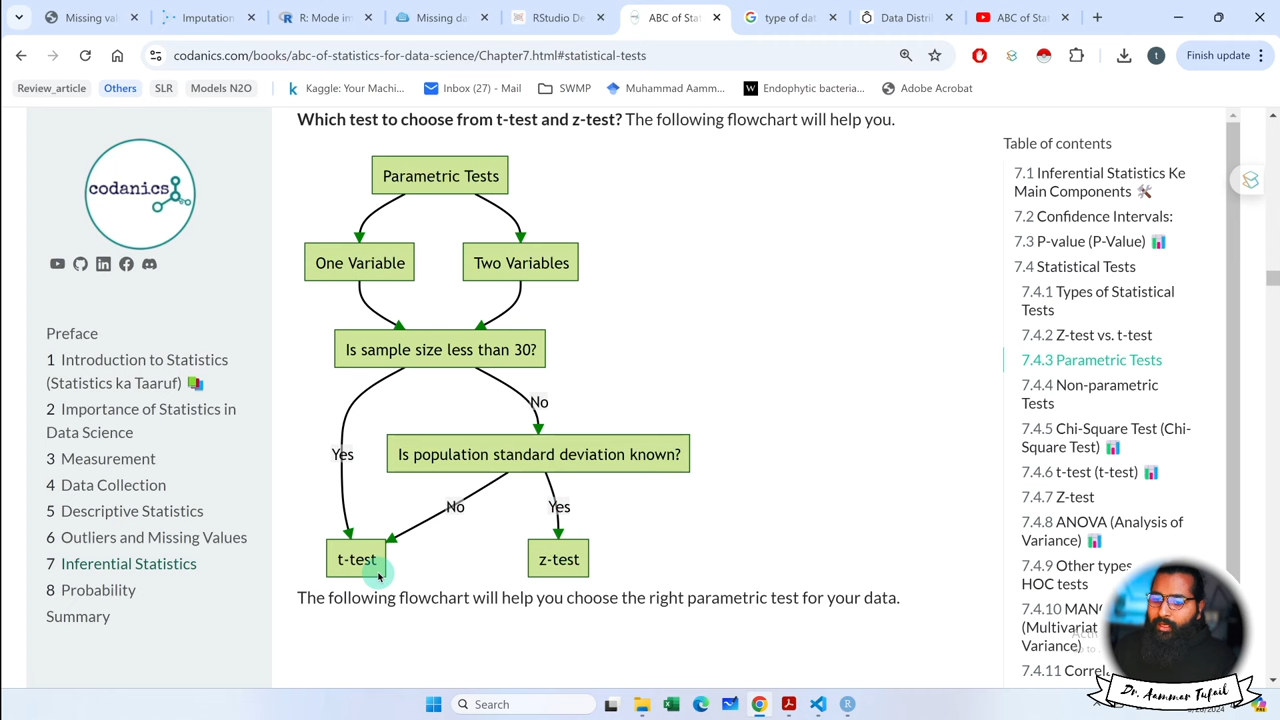 Missing val
Imputation
R: Mode im
Missing da
RStudio De
ABC of Stat
type of dat
Data Distri
ABC of Sta
codanics.com/books/abc-of-statistics-for-data-science/Chapter7.html#statistical-tests
t
Finish update
Review_article
Others
SLR
Models N2O
Kaggle: Your Machi...
Inbox (27) - Mail
SWMP
Muhammad Aamm...
Endophytic bacteria...
Adobe Acrobat
codanics
Preface
1 Introduction to Statistics
(Statistics ka Taaruf)
2 Importance of Statistics in
Data Science
3 Measurement
4 Data Collection
5 Descriptive Statistics
6 Outliers and Missing Values
7 Inferential Statistics
8 Probability
Summary
Which test to choose from t-test and z-test? The following flowchart will help you.
Parametric Tests
One Variable
Two Variables
Is sample size less than 30?
No
Yes
Is population standard deviation known?
No
Yes
t-test
z-test
The following flowchart will help you choose the right parametric test for your data.
Table of contents
7.1 Inferential Statistics Ke
Main Components
7.2 Confidence Intervals:
7.3 P-value (P-Value)
7.4 Statistical Tests
7.4.1 Types of Statistical
Tests
7.4.2 Z-test vs. t-test
7.4.3 Parametric Tests
7.4.4 Non-parametric
Tests
7.4.5 Chi-Square Test (Chi-
Square Test)
7.4.6 t-test (t-test)
7.4.7 Z-test
7.4.8 ANOVA (Analysis of
Variance)
7.4.9 Other types
HOC tests
7.4.10 MANO
(Multivariat
Variance)
7.4.11 Correl
Dr. Aammar Tufail
Search